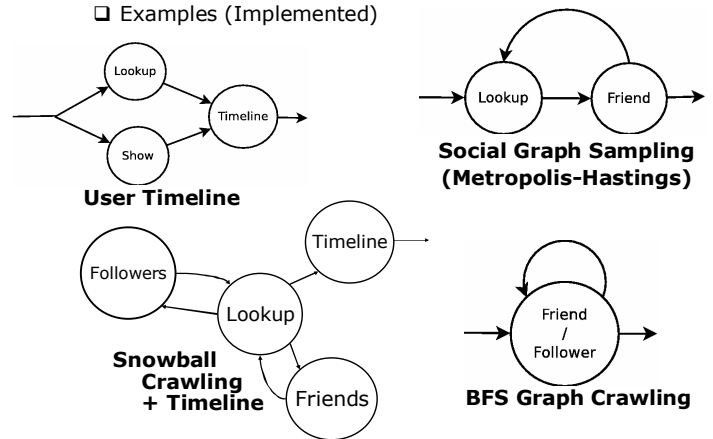 ❑ Examples (Implemented)
Lookup
Show
Timeline
User Timeline
Lookup
Friend
Social Graph Sampling
(Metropolis-Hastings)
Followers
Lookup
Timeline
Friends
Snowball
Crawling
+ Timeline
Friend
/
Follower
BFS Graph Crawling